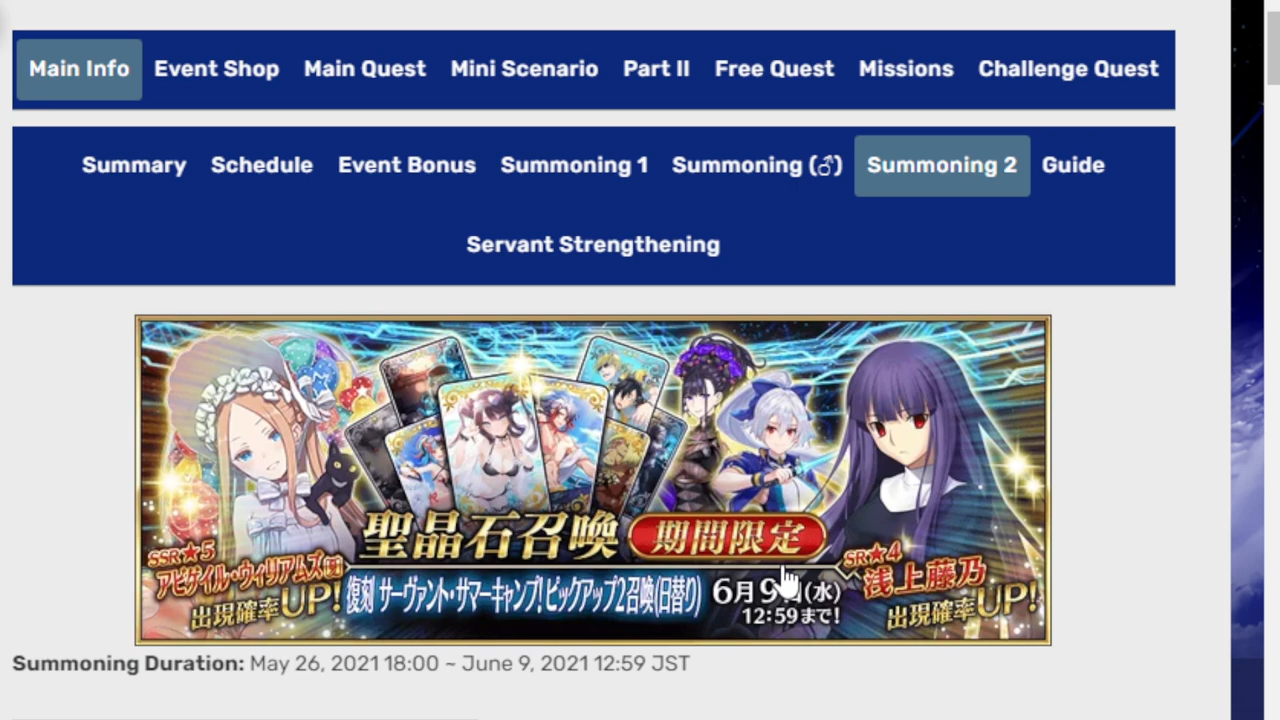 Main Info Event Shop Main Quest Mini Scenario Part II Free Quest Missions Challenge Quest
Summary Schedule Event Bonus Summoning 1 Summoning (♂) Summoning 2 Guide
Servant Strengthening
聖晶石召喚 期間限定
SSR★5
アビゲイル・ウィリアムズ〔夏〕
出現確率UP!
復刻 サーヴァント・サマーキャンプ!ピックアップ2召喚(日替り)
6月9日(水)
12:59まで!
SR★4
浅上藤乃
出現確率UP!
Summoning Duration: May 26, 2021 18:00 ~ June 9, 2021 12:59 JST